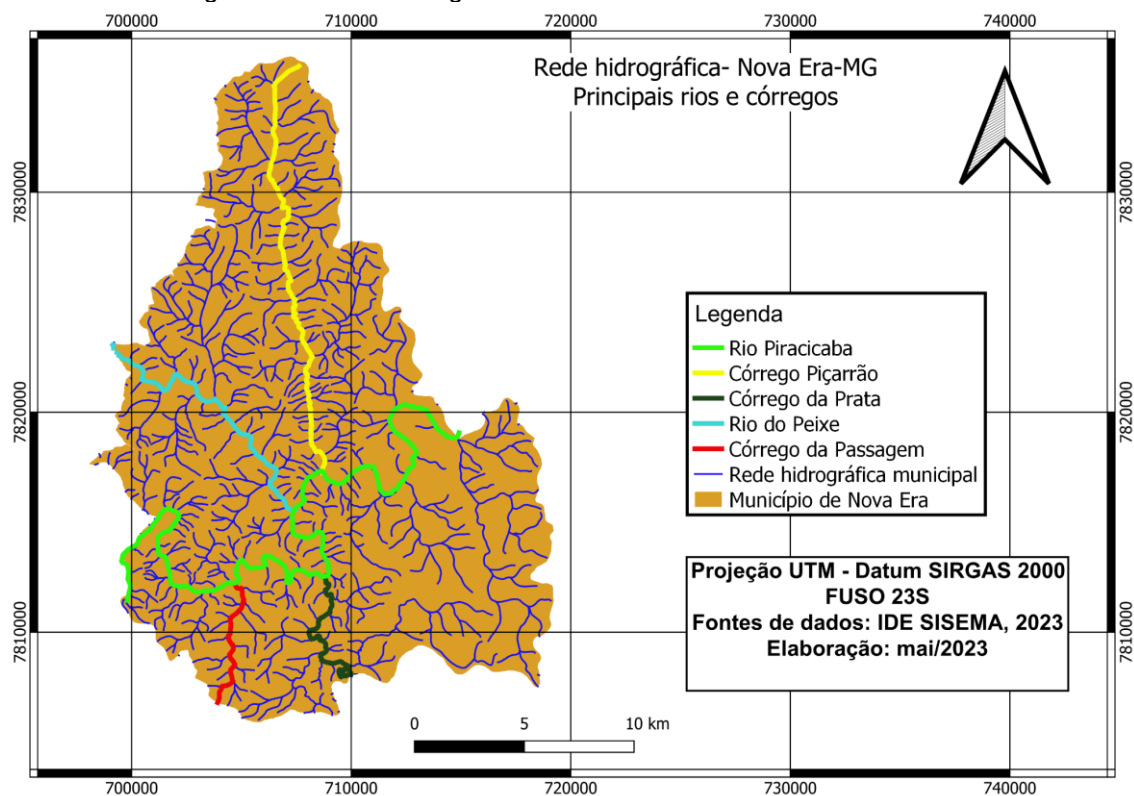 700000 710000 720000 730000 740000
Rede hidrográfica- Nova Era-MG
Principais rios e córregos
7830000 7830000
Legenda
Rio Piracicaba
Córrego Piçarrão
Córrego da Prata
Rio do Peixe
Córrego da Passagem
Rede hidrográfica municipal
Município de Nova Era
7820000 7820000
Projeção UTM - Datum SIRGAS 2000
FUSO 23S
Fontes de dados: IDE SISEMA, 2023
Elaboração: mai/2023
7810000 7810000
0 5 10 km
700000 710000 720000 730000 740000